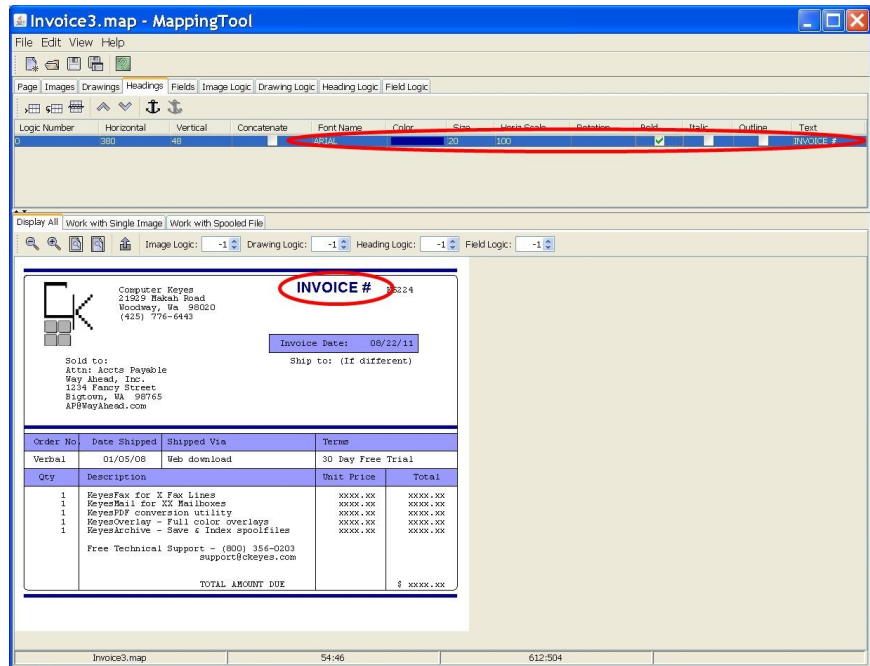 Invoice3.map - MappingTool
File Edit View Help
Page Images Drawings Headings Fields Image Logic Drawing Logic Heading Logic Field Logic
Logic Number Horizontal Vertical Concatenate Font Name Color Size Horiz Scale Rotation Bold Italic Outline Text
0 380 48 ARIAL 20 100 INVOICE #
Display All Work with Single Image Work with Spooled File
Image Logic: -1 Drawing Logic: -1 Heading Logic: -1 Field Logic: -1
INVOICE # 5224
Computer Keyes
21929 Makah Road
Woodway, Wa 98020
(425) 776-6443
Invoice Date: 08/22/11
Sold to: Ship to: (If different)
Attn: Accts Payable
Way Ahead, Inc.
1234 Fancy Street
Bigtown, WA 98765
AP@WayAhead.com
Order No. Date Shipped Shipped Via Terms
Verbal 01/05/08 Web download 30 Day Free Trial
Qty Description Unit Price Total
1 KeyesFax for X Fax Lines xxxx.xx xxxx.xx
1 KeyesMail for XX Mailboxes xxxx.xx xxxx.xx
1 KeyesPDF conversion utility xxxx.xx xxxx.xx
1 KeyesOverlay - Full color overlays xxxx.xx xxxx.xx
1 KeyesArchive - Save & Index spoolfiles xxxx.xx xxxx.xx
Free Technical Support - (800) 356-0203
support@ckeyes.com
TOTAL AMOUNT DUE $ xxxx.xx
Invoice3.map 54:46 612:504